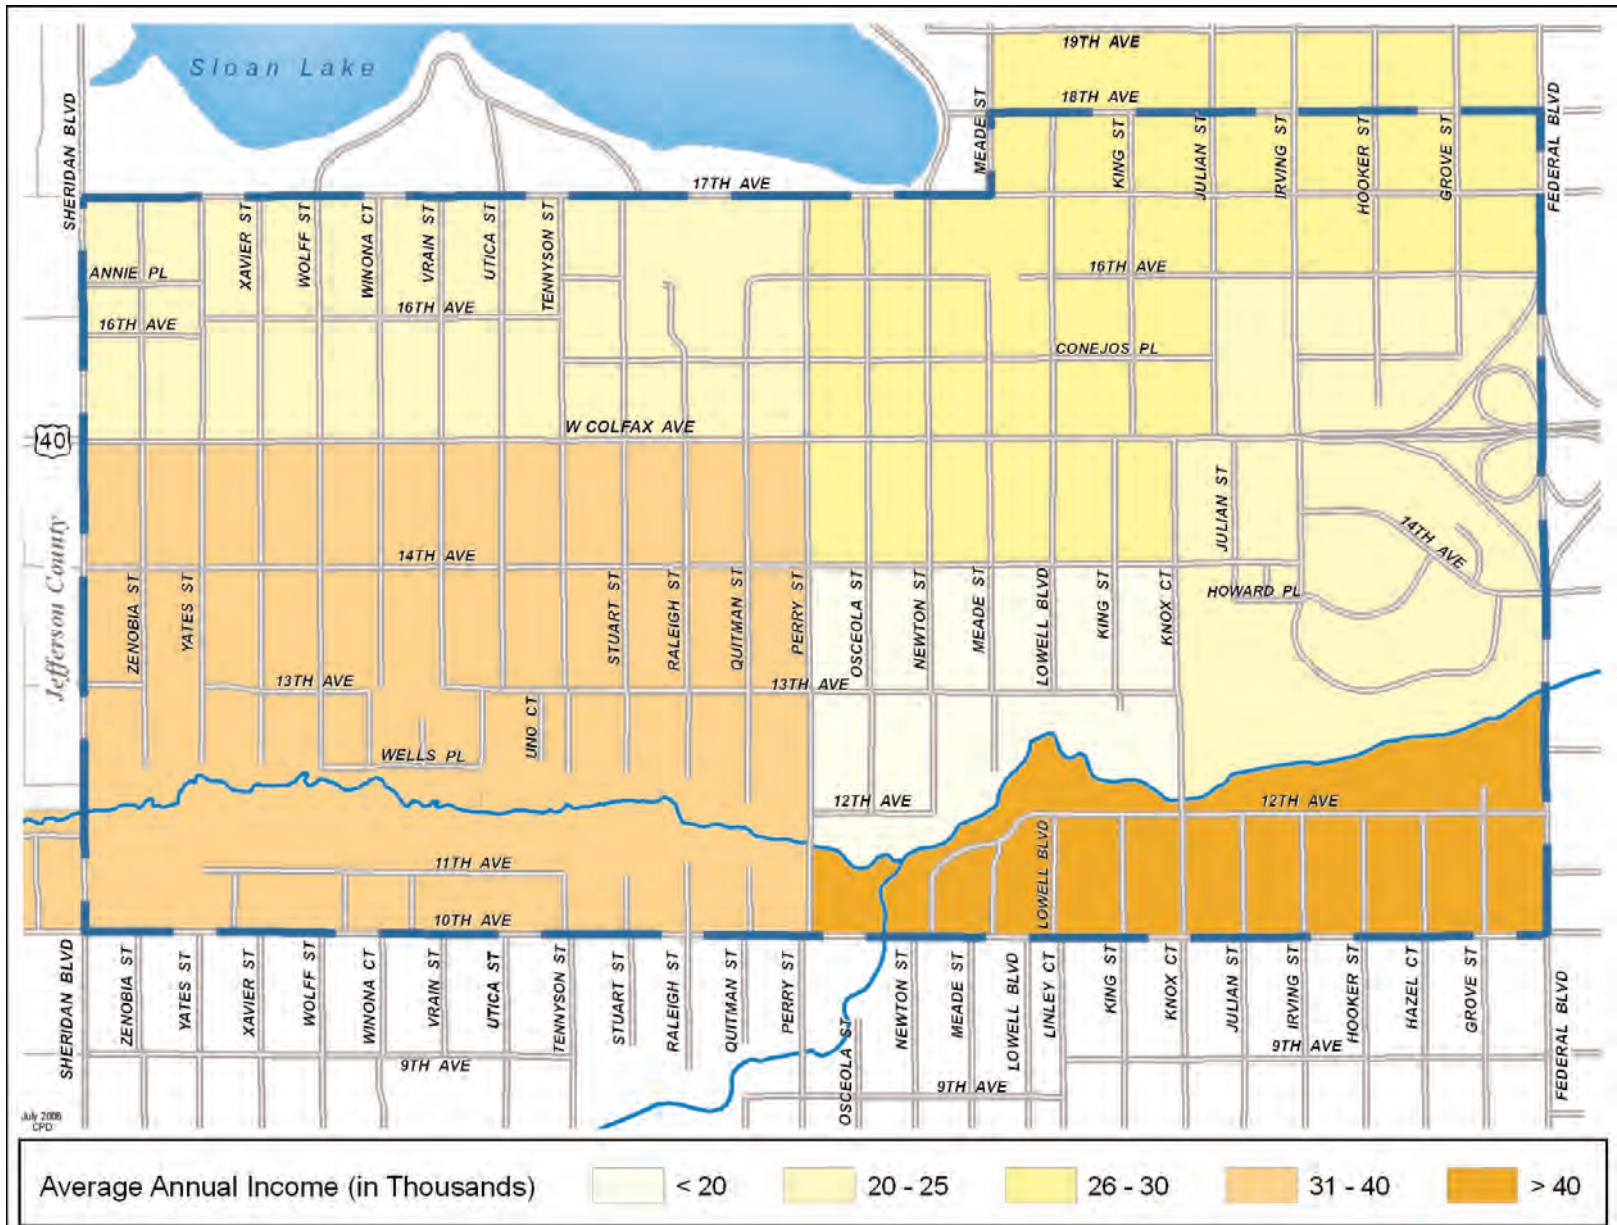 19TH AVE
Sloan Lake
18TH AVE
SHERIDAN BLVD
MEADE ST
KING ST
JULIAN ST
IRVING ST
HOOKER ST
GROVE ST
FEDERAL BLVD
17TH AVE
XAVIER ST
WOLFF ST
WINONA CT
VRAIN ST
UTICA ST
TENNYSON ST
ANNIE PL
16TH AVE
16TH AVE
16TH AVE
CONEJOS PL
W COLFAX AVE
40
JULIAN ST
14TH AVE
14TH AVE
Jefferson County
HOWARD PL
ZENOBIA ST
YATES ST
STUART ST
RALEIGH ST
QUITMAN ST
PERRY ST
OSCEOLA ST
NEWTON ST
MEADE ST
LOWELL BLVD
KING ST
KNOX CT
13TH AVE
13TH AVE
UNO CT
WELLS PL
12TH AVE
12TH AVE
LOWELL BLVD
11TH AVE
10TH AVE
SHERIDAN BLVD
ZENOBIA ST
YATES ST
XAVIER ST
WOLFF ST
WINONA CT
VRAIN ST
UTICA ST
TENNYSON ST
STUART ST
RALEIGH ST
QUITMAN ST
PERRY ST
OSCEOLA ST
NEWTON ST
MEADE ST
LOWELL BLVD
LINLEY CT
KING ST
KNOX CT
JULIAN ST
IRVING ST
HOOKER ST
HAZEL CT
GROVE ST
FEDERAL BLVD
9TH AVE
9TH AVE
9TH AVE
July 2006
CPD
Average Annual Income (in Thousands) < 20 20 - 25 26 - 30 31 - 40 > 40